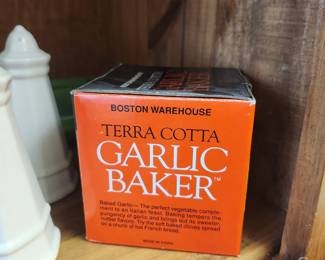 BOSTON WAREHOUSE
TERRA COTTA
GARLIC
BAKER™
Baked Garlic— The perfect vegetable comple-
ment to an Italian feast. Baking tempers the
pungency of garlic and brings out its sweeter,
nuttier flavor. Try the soft baked cloves spread
on a chunk of hot French bread.
MADE IN CHINA